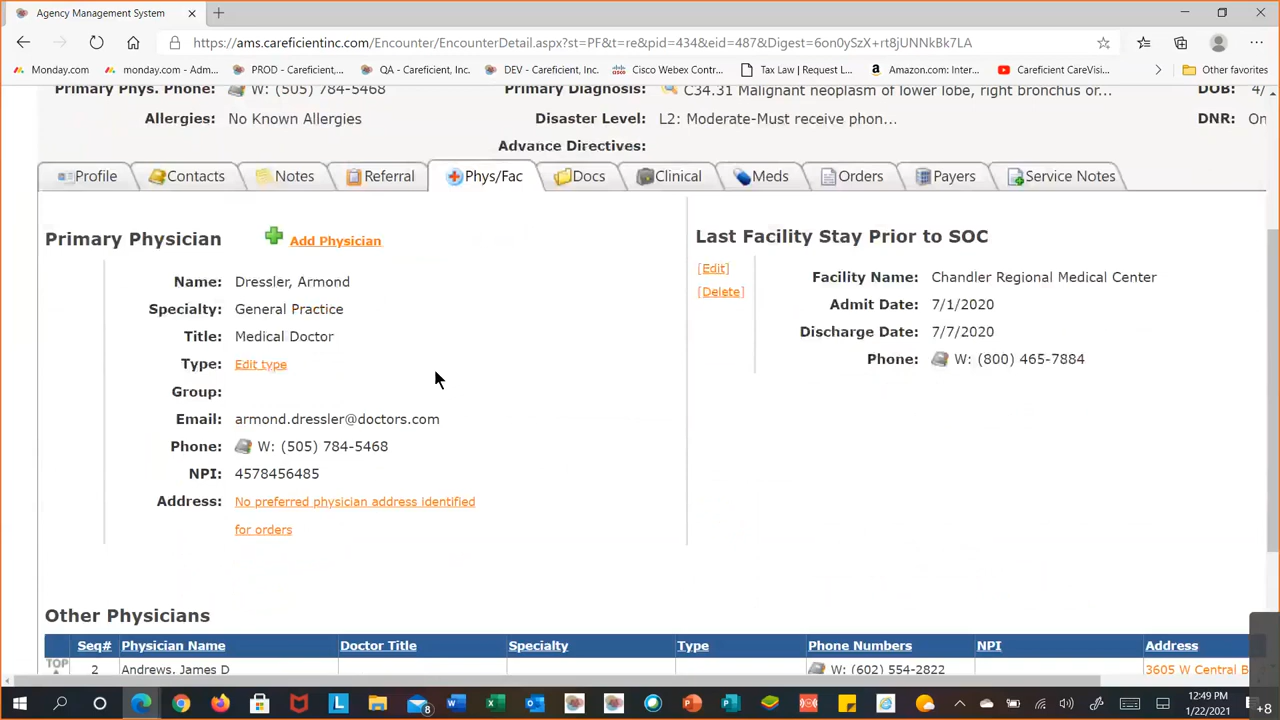 Agency Management System
https://ams.careficientinc.com/Encounter/EncounterDetail.aspx?st=PF&t=re&pid=434&eid=487&Digest=6on0ySzX+rt8jUNNkBk7LA
Monday.com monday.com - Adm... PROD - Careficient,... QA - Careficient, Inc. DEV - Careficient, Inc. Cisco Webex Contr... Tax Law | Request L... Amazon.com: Inter... Careficient CareVisi... Other favorites
Primary Phys. Phone: W: (505) 784-5468 Primary Diagnosis: C34.31 Malignant neoplasm of lower lobe, right bronchus or... DOB: 4/
Allergies: No Known Allergies Disaster Level: L2: Moderate-Must receive phon... DNR: On
Advance Directives:
Profile Contacts Notes Referral Phys/Fac Docs Clinical Meds Orders Payers Service Notes
Primary Physician Add Physician
Name: Dressler, Armond
Specialty: General Practice
Title: Medical Doctor
Type: Edit type
Group:
Email: armond.dressler@doctors.com
Phone: W: (505) 784-5468
NPI: 4578456485
Address: No preferred physician address identified
for orders
Last Facility Stay Prior to SOC
[Edit] Facility Name: Chandler Regional Medical Center
[Delete] Admit Date: 7/1/2020
Discharge Date: 7/7/2020
Phone: W: (800) 465-7884
Other Physicians
Seq# Physician Name Doctor Title Specialty Type Phone Numbers NPI Address
TOP 2 Andrews, James D W: (602) 554-2822 3605 W Central B
8
12:49 PM
1/22/2021
+8